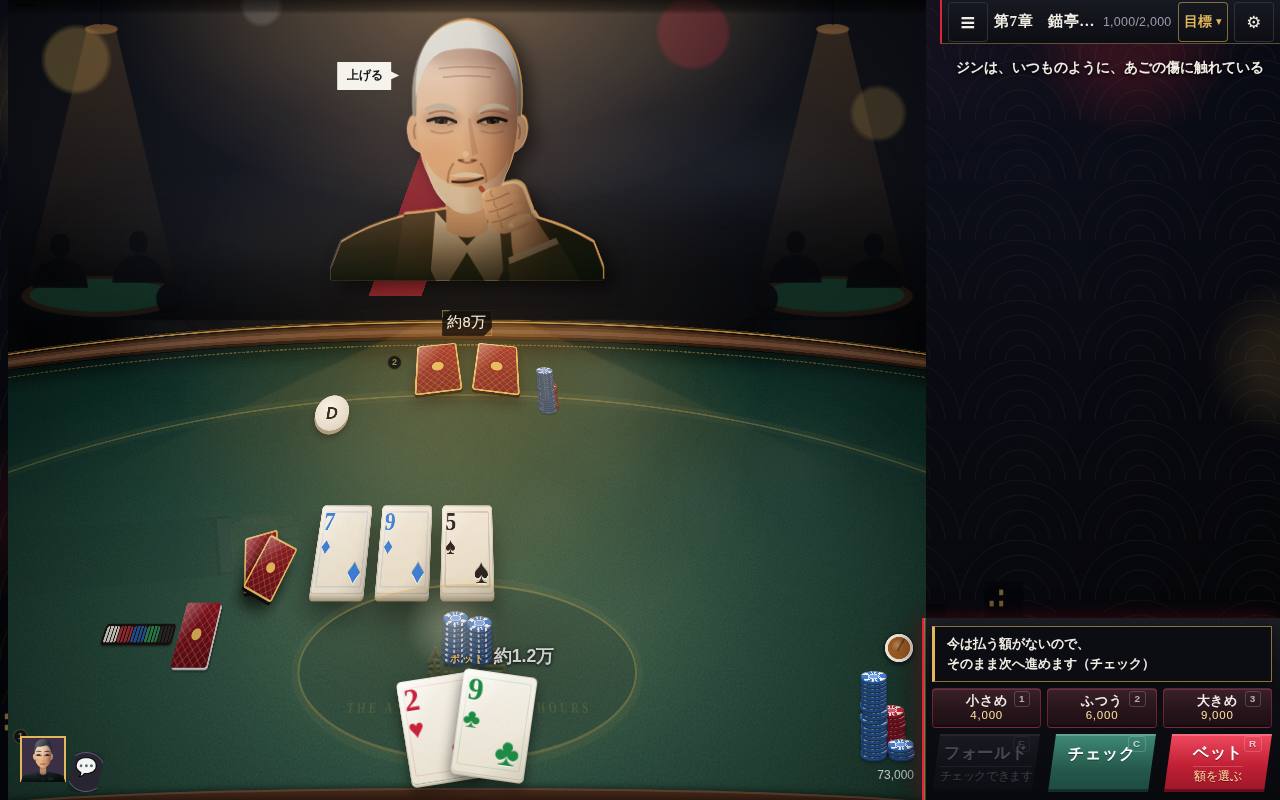 第7章 錨亭… 1,000/2,000 目標▾
ジンは、いつものように、あごの傷に触れている
上げる
約8万
2
D
7
9
5
ポット 約1.2万
2
9
73,000
今は払う額がないので、
そのまま次へ進めます（チェック）
小さめ 1
4,000
ふつう 2
6,000
大きめ 3
9,000
フォールド
チェックできます
チェック C
ベット R
額を選ぶ